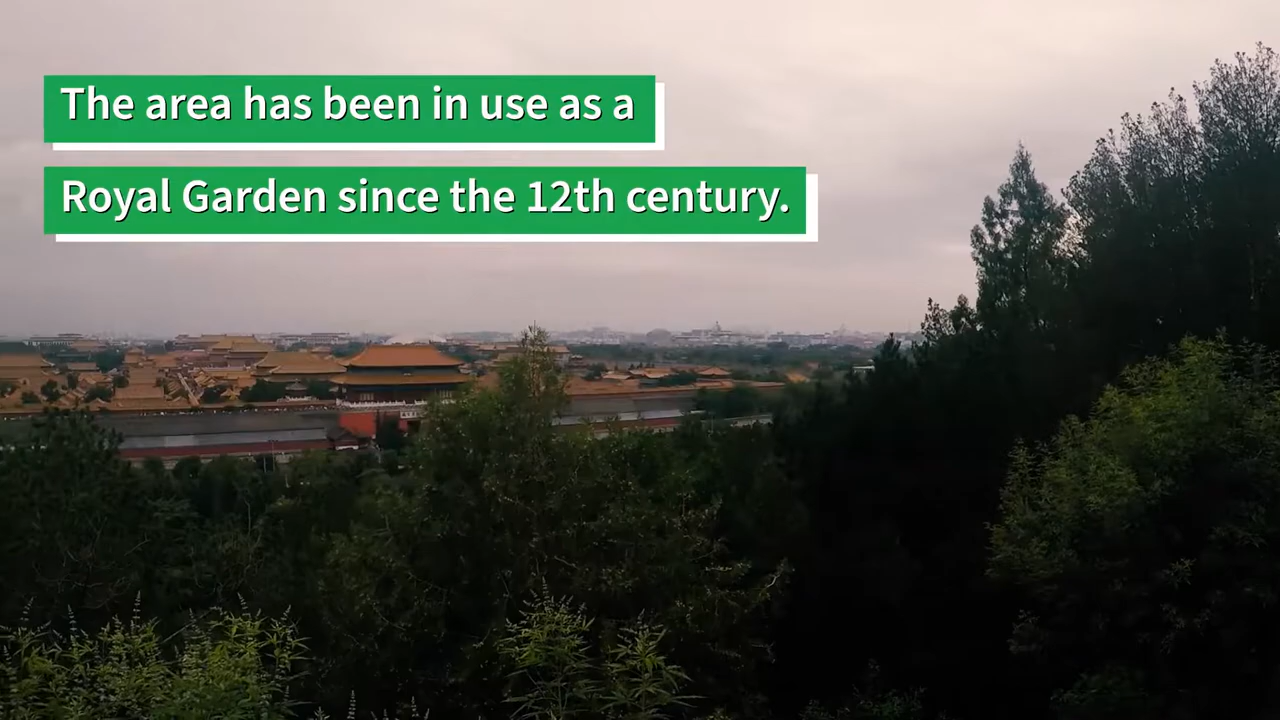 The area has been in use as a
Royal Garden since the 12th century.